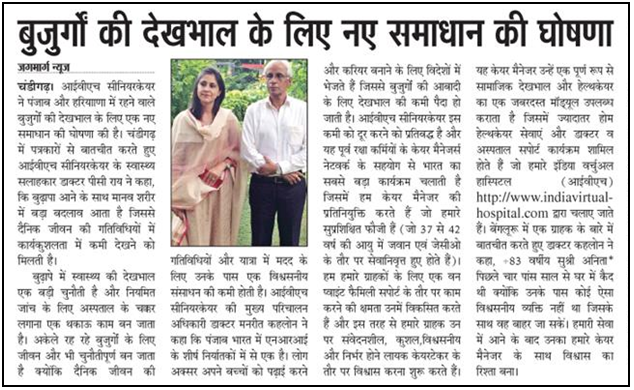 बुजुर्गों की देखभाल के लिए नए समाधान की घोषणा
जगमार्ग न्यूज
चंडीगढ़। आईवीएच सीनियरकेयर
ने पंजाब और हरियाणा में रहने वाले
बुजुर्गों की देखभाल के लिए एक नए
समाधान की घोषणा की है। चंडीगढ़
में पत्रकारों से बातचीत करते हुए
आईवीएच सीनियरकेयर के स्वास्थ्य
सलाहकार डाक्टर पीसी राय ने कहा,
कि बुढ़ापा आने के साथ मानव शरीर
में बड़ा बदलाव आता है जिससे
दैनिक जीवन की गतिविधियों में
कार्यकुशलता में कमी देखने को
मिलती है।
बुढ़ापे में स्वास्थ्य की देखभाल
एक बड़ी चुनौती है और नियमित
जांच के लिए अस्पताल के चक्कर
लगाना एक थकाऊ काम बन जाता
है। अकेले रह रहे बुजुर्गों के लिए
जीवन और भी चुनौतीपूर्ण बन जाता
है क्योंकि दैनिक जीवन की
गतिविधियों और यात्रा में मदद के
लिए उनके पास एक विश्वसनीय
संसाधन की कमी होती है। आईवीएच
सीनियरकेयर की मुख्य परिचालन
अधिकारी डाक्टर मनरीत कहलोन ने
कहा कि पंजाब भारत में एनआरआई
के शीर्ष नियांतकों में से एक है। लोग
अक्सर अपने बच्चों को पढ़ाई करने
और करियर बनाने के लिए विदेशों में
भेजते हैं जिससे बुजुर्गों की आबादी
के लिए देखभाल की कमी पैदा हो
जाती है। आईवीएच सीनियरकेयर इस
कमी को दूर करने को प्रतिबद्ध है और
यह पूर्व रक्षा कर्मियों के केयर मैनेजर्स
नेटवर्क के सहयोग से भारत का
सबसे बड़ा कार्यक्रम चलाती है
जिसमें हम केयर मैनेजर की
प्रतिनियुक्ति करते हैं जो हमारे
सुप्रशिक्षित फौजी हैं (जो 37 से 42
वर्ष की आयु में जवान एवं जेसीओ
के तौर पर सेवानिवृत्त हुए होते हैं)।
हम हमारे ग्राहकों के लिए एक वन
प्वाइंट फैमिली सपोर्ट के तौर पर काम
करने की क्षमता उनमें विकसित करते
हैं और इस तरह से हमारे ग्राहक उन
पर संवेदनशील, कुशल,विश्वसनीय
और निर्भर होने लायक केयरटेकर के
तौर पर विश्वास करना शुरू करते हैं।
यह केयर मैनेजर उन्हें एक पूर्ण रूप से
सामाजिक देखभाल और हेल्थकेयर
का एक जबरदस्त मॉड्यूल उपलब्ध
कराता है जिसमें ज्यादातर होम
हेल्थकेयर सेवाएं और डाक्टर व
अस्पताल सपोर्ट कार्यक्रम शामिल
होते हैं जो हमारे इंडिया वर्चुअल
हास्पिटल (आईवीएच)
http://www.indiavirtual-
hospital.com द्वारा चलाए जाते
हैं। बेंगलूरू में एक ग्राहक के बारे में
बातचीत करते हुए डाक्टर कहलोन ने
कहा, ÷83 वर्षीय सुश्री अनिता*
पिछले चार पांस साल से घर में कैद
थी क्योंकि उनके पास कोई ऐसा
विश्वसनीय व्यक्ति नहीं था जिसके
साथ वह बाहर जा सकें। हमारी सेवा
में आने के बाद उनका हमारे केयर
मैनेजर के साथ विश्वास का
रिश्ता बना।